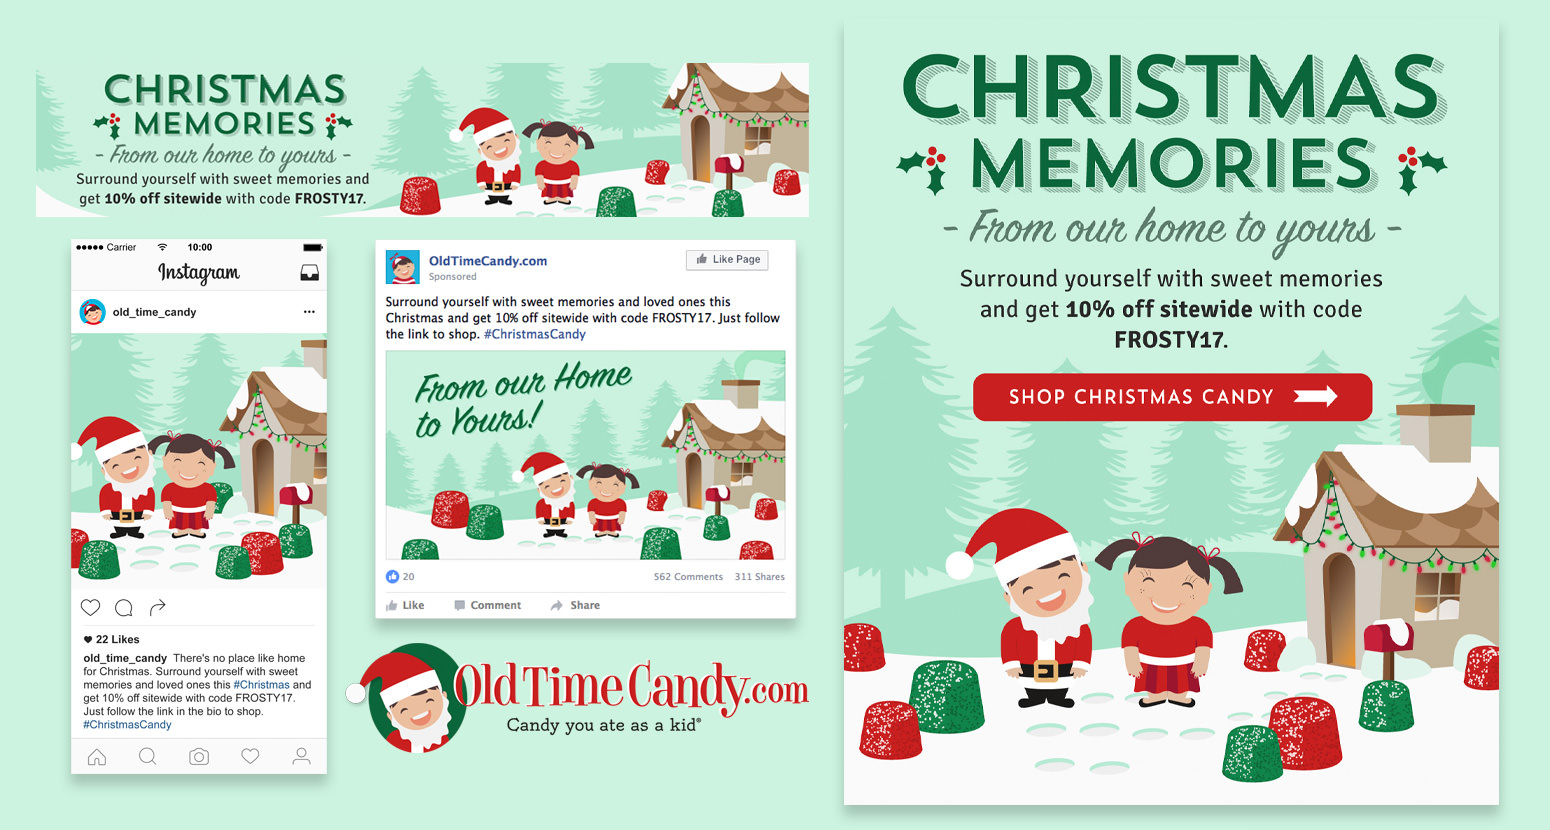 CHRISTMAS
MEMORIES
- From our home to yours -
Surround yourself with sweet memories and
get 10% off sitewide with code FROSTY17.
Carrier
10:00
Instagram
old_time_candy
22 Likes
old_time_candy There's no place like home
for Christmas. Surround yourself with sweet
memories and loved ones this #Christmas and
get 10% off sitewide with code FROSTY17.
Just follow the link in the bio to shop.
#ChristmasCandy
OldTimeCandy.com
Sponsored
Like Page
Surround yourself with sweet memories and loved ones this
Christmas and get 10% off sitewide with code FROSTY17. Just follow
the link to shop. #ChristmasCandy
From our Home
to Yours!
20
562 Comments 311 Shares
Like Comment Share
OldTimeCandy.com
Candy you ate as a kid®
CHRISTMAS
MEMORIES
- From our home to yours -
Surround yourself with sweet memories
and get 10% off sitewide with code
FROSTY17.
SHOP CHRISTMAS CANDY